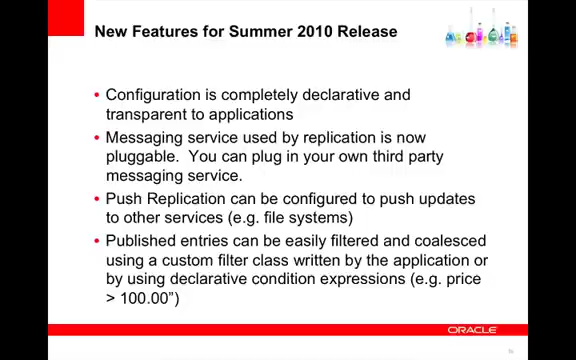 New Features for Summer 2010 Release
• Configuration is completely declarative and
transparent to applications
• Messaging service used by replication is now
pluggable.  You can plug in your own third party
messaging service.
• Push Replication can be configured to push updates
to other services (e.g. file systems)
• Published entries can be easily filtered and coalesced
using a custom filter class written by the application or
by using declarative condition expressions (e.g. price
> 100.00”)
ORACLE